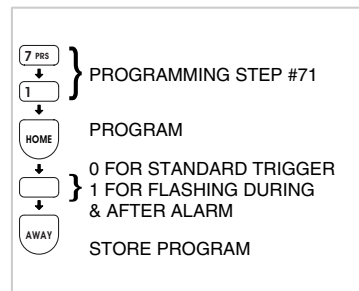 7 PRS
1
PROGRAMMING STEP #71
HOME
PROGRAM
0 FOR STANDARD TRIGGER
1 FOR FLASHING DURING
& AFTER ALARM
AWAY
STORE PROGRAM